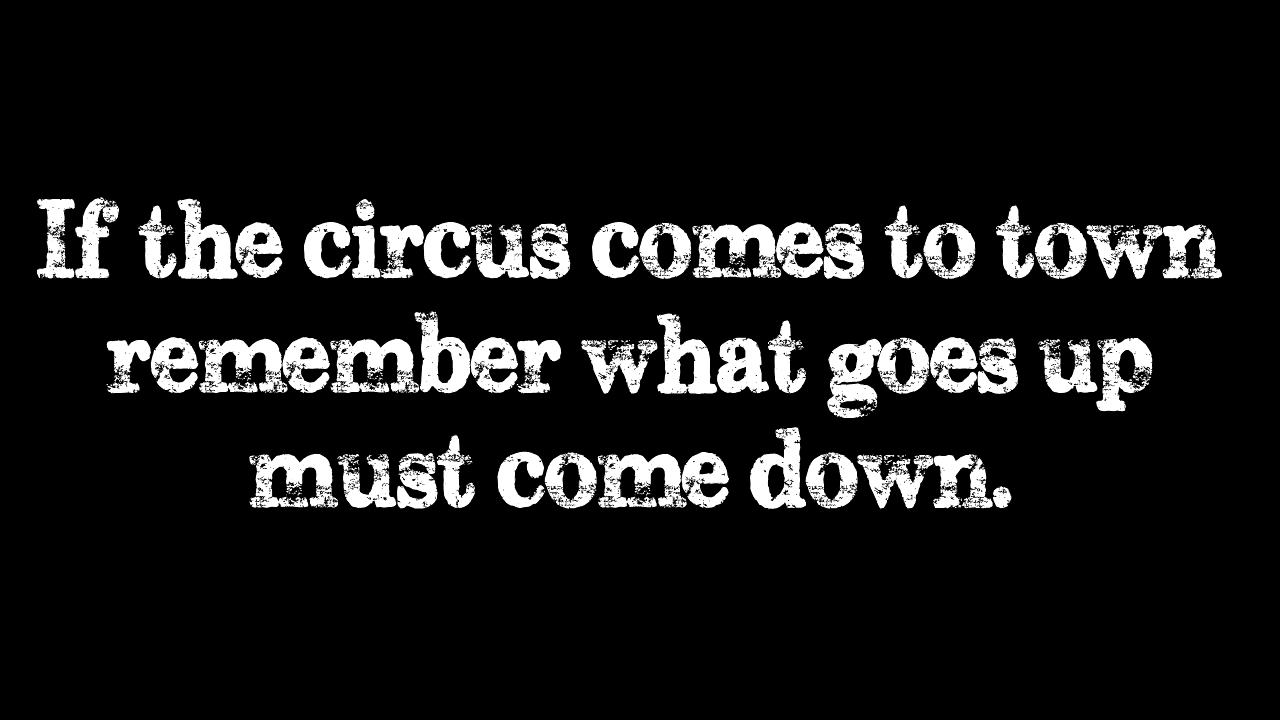 If the circus comes to town
remember what goes up
must come down.